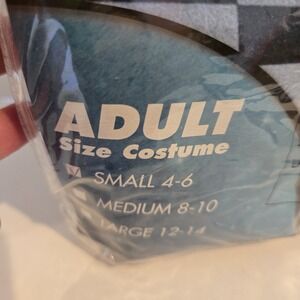 ADULT
Size Costume
SMALL 4-6
MEDIUM 8-10
LARGE 12-14